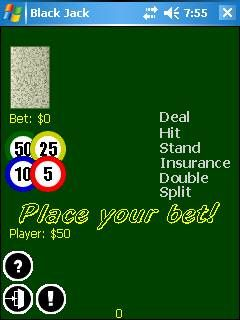 Black Jack 7:55
Bet: $0
50 25
10 5
Deal
Hit
Stand
Insurance
Double
Split
Place your bet!
Player: $50
?
!
0